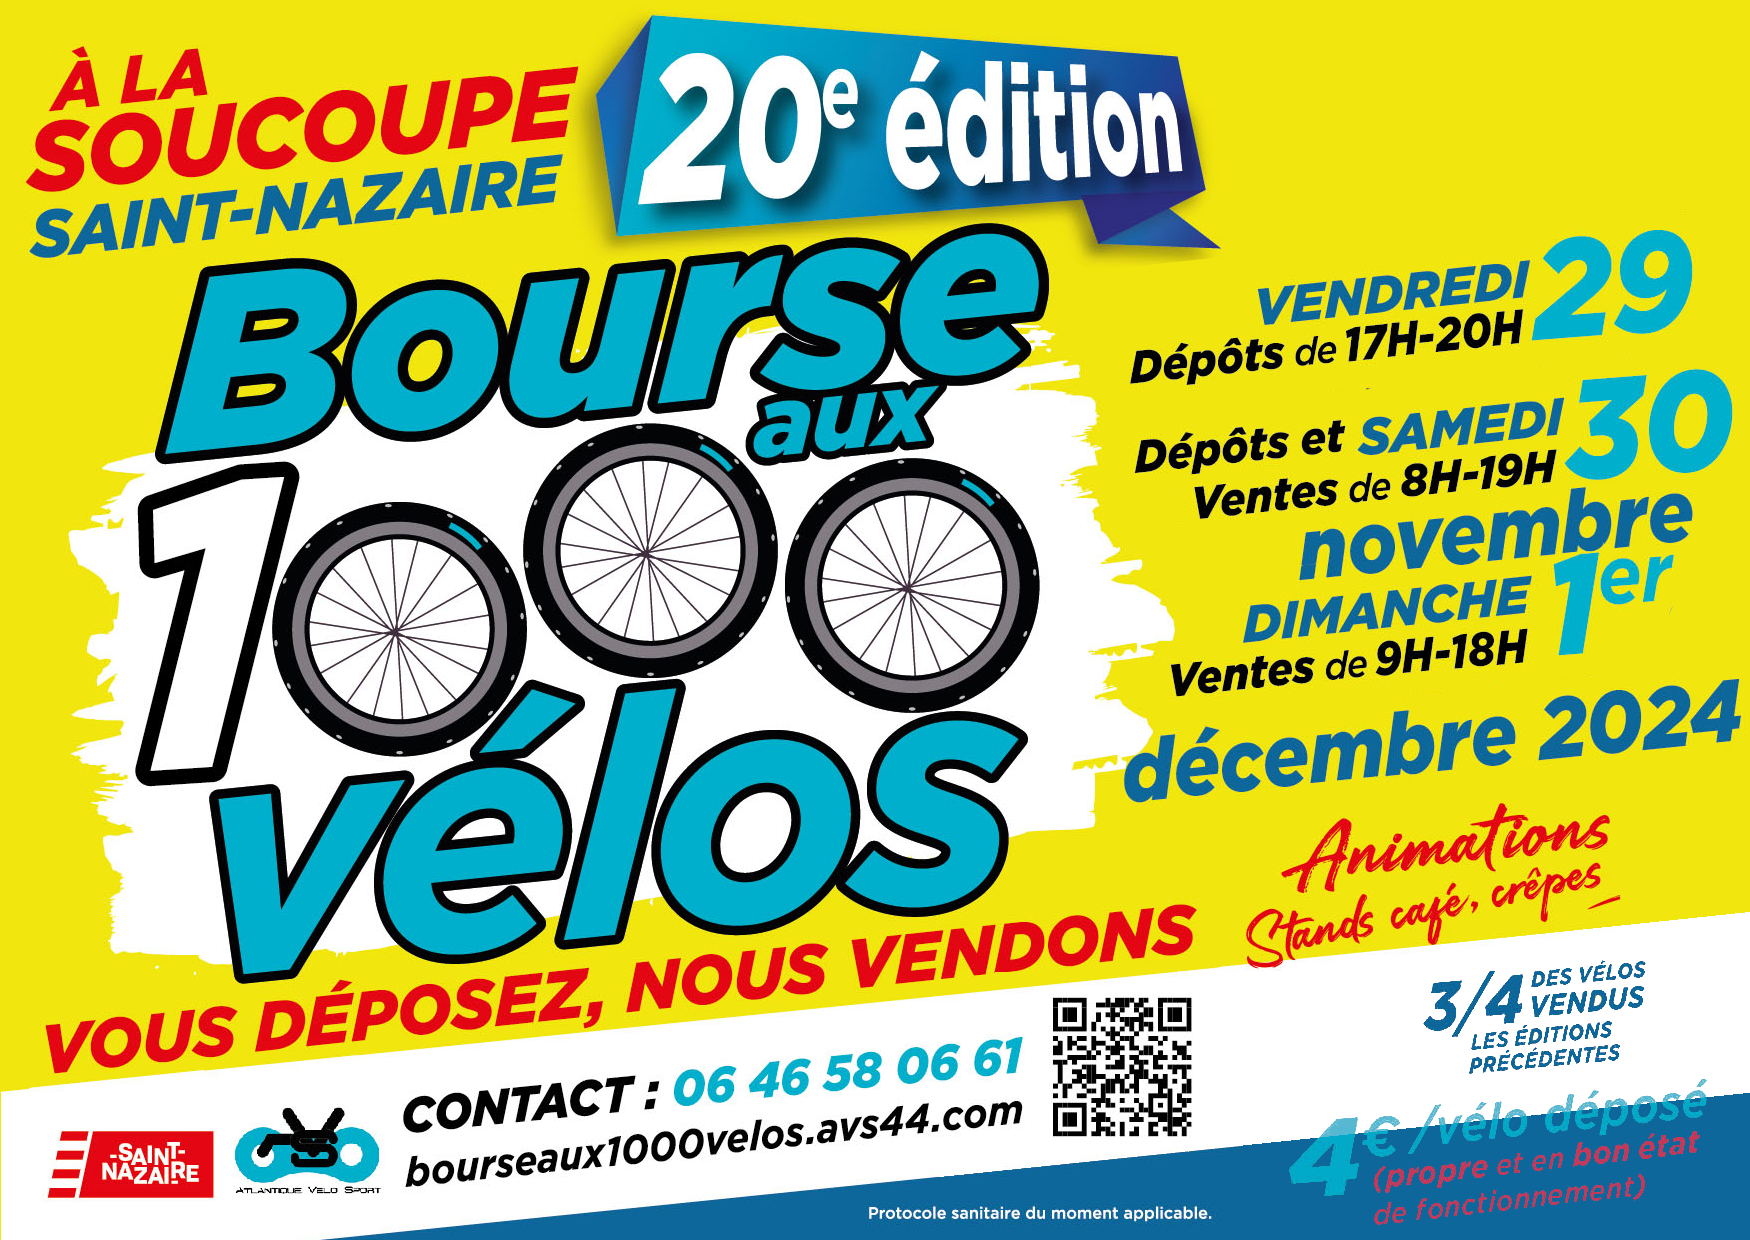 À LA
SOUCOUPE
SAINT-NAZAIRE
20e édition
Bourse
aux
1000
vélos
VENDREDI 29
Dépôts de 17H-20H
Dépôts et SAMEDI 30
Ventes de 8H-19H
novembre
DIMANCHE 1er
Ventes de 9H-18H
décembre 2024
Animations
Stands café, crêpes
VOUS DÉPOSEZ, NOUS VENDONS
3/4 DES VÉLOS
VENDUS
LES ÉDITIONS
PRÉCÉDENTES
CONTACT : 06 46 58 06 61
bourseaux1000velos.avs44.com
4€/vélo déposé
(propre et en bon état
de fonctionnement)
-SAINT-
NAZAIRE
ATLANTIQUE VELO SPORT
Protocole sanitaire du moment applicable.